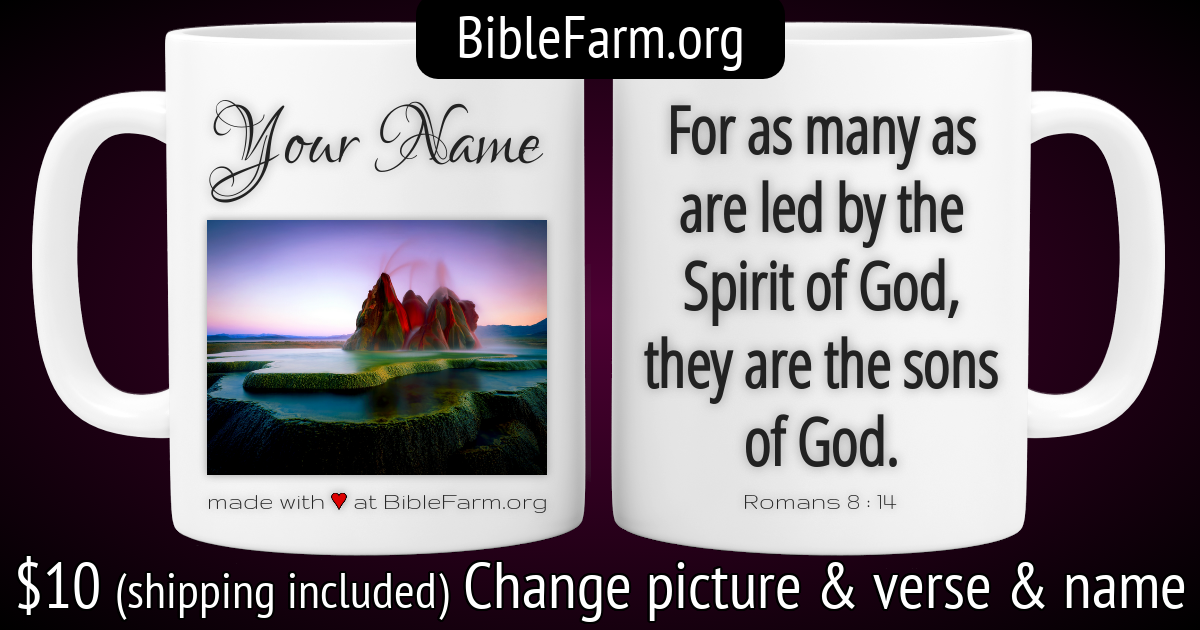 BibleFarm.org
Your Name
made with ♥ at BibleFarm.org
For as many as
are led by the
Spirit of God,
they are the sons
of God.
Romans 8 : 14
$10 (shipping included) Change picture & verse & name